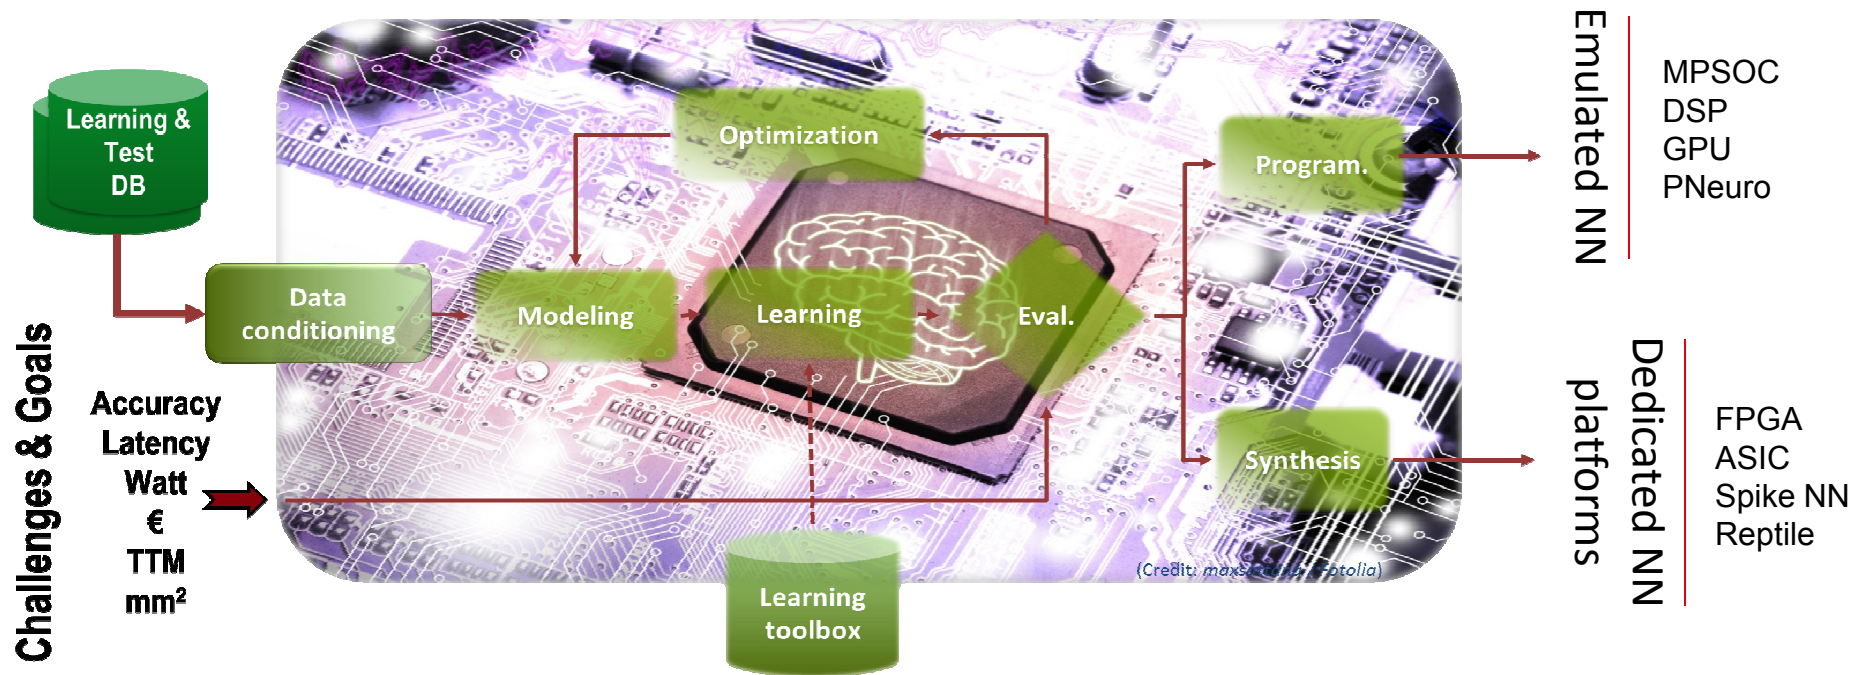 Learning &
Test
DB
Data
conditioning
Modeling
Learning
Eval.
Optimization
Program.
Synthesis
Learning
toolbox
Challenges & Goals
Accuracy
Latency
Watt
€
TTM
mm²
Emulated NN
MPSOC
DSP
GPU
PNeuro
Dedicated NN
platforms
FPGA
ASIC
Spike NN
Reptile
(Credit: Fotolia)